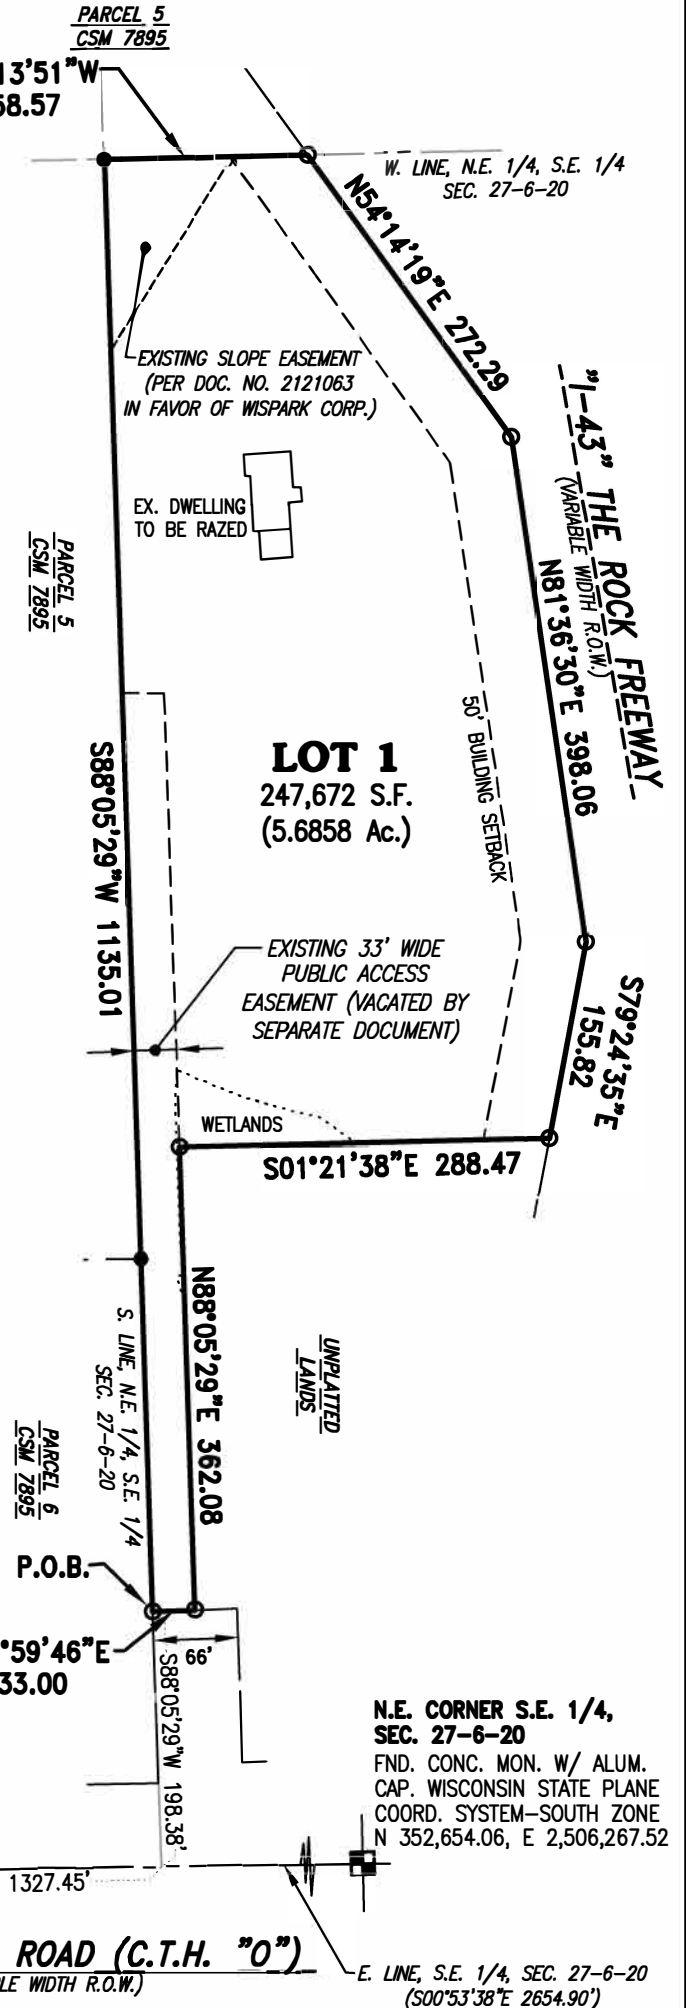 PARCEL 5
CSM 7895
13'51"W
58.57
W. LINE, N.E. 1/4, S.E. 1/4
SEC. 27-6-20
N54°14'19"E 272.29
EXISTING SLOPE EASEMENT
(PER DOC. NO. 2121063
IN FAVOR OF WISPARK CORP.)
"I-43" THE ROCK FREEWAY
(VARIABLE WIDTH R.O.W.)
EX. DWELLING
TO BE RAZED
PARCEL 5
CSM 7895
N81°36'30"E 398.06
50' BUILDING SETBACK
LOT 1
247,672 S.F.
(5.6858 Ac.)
S88°05'29"W 1135.01
EXISTING 33' WIDE
PUBLIC ACCESS
EASEMENT (VACATED BY
SEPARATE DOCUMENT)
S79°24'35"E
155.82
WETLANDS
S01°21'38"E 288.47
N88°05'29"E 362.08
S. LINE, N.E. 1/4, S.E. 1/4
SEC. 27-6-20
UNPLATTED
LANDS
PARCEL 6
CSM 7895
P.O.B.
°59'46"E
33.00
66'
S88°05'29"W 198.38'
N.E. CORNER S.E. 1/4,
SEC. 27-6-20
FND. CONC. MON. W/ ALUM.
CAP. WISCONSIN STATE PLANE
COORD. SYSTEM-SOUTH ZONE
N 352,654.06, E 2,506,267.52
1327.45'
ROAD (C.T.H. "O")
LE WIDTH R.O.W.)
E. LINE, S.E. 1/4, SEC. 27-6-20
(S00°53'38"E 2654.90')